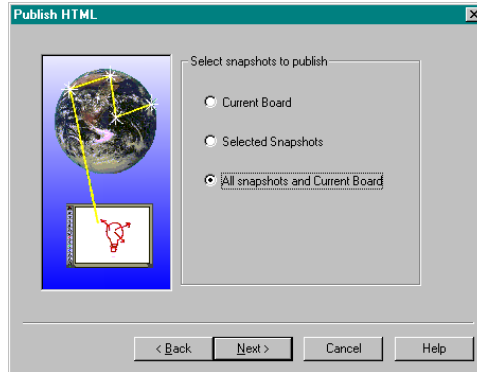 Publish HTML
Select snapshots to publish
Current Board
Selected Snapshots
All snapshots and Current Board
< Back
Next >
Cancel
Help